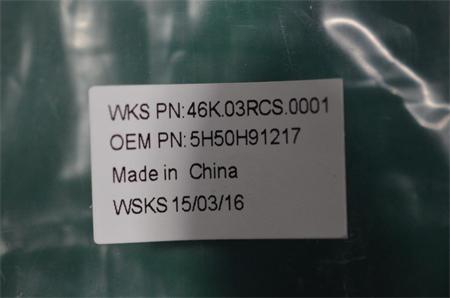 WKS PN:46K.03RCS.0001
OEM PN:5H50H91217
Made in China
WSKS 15/03/16